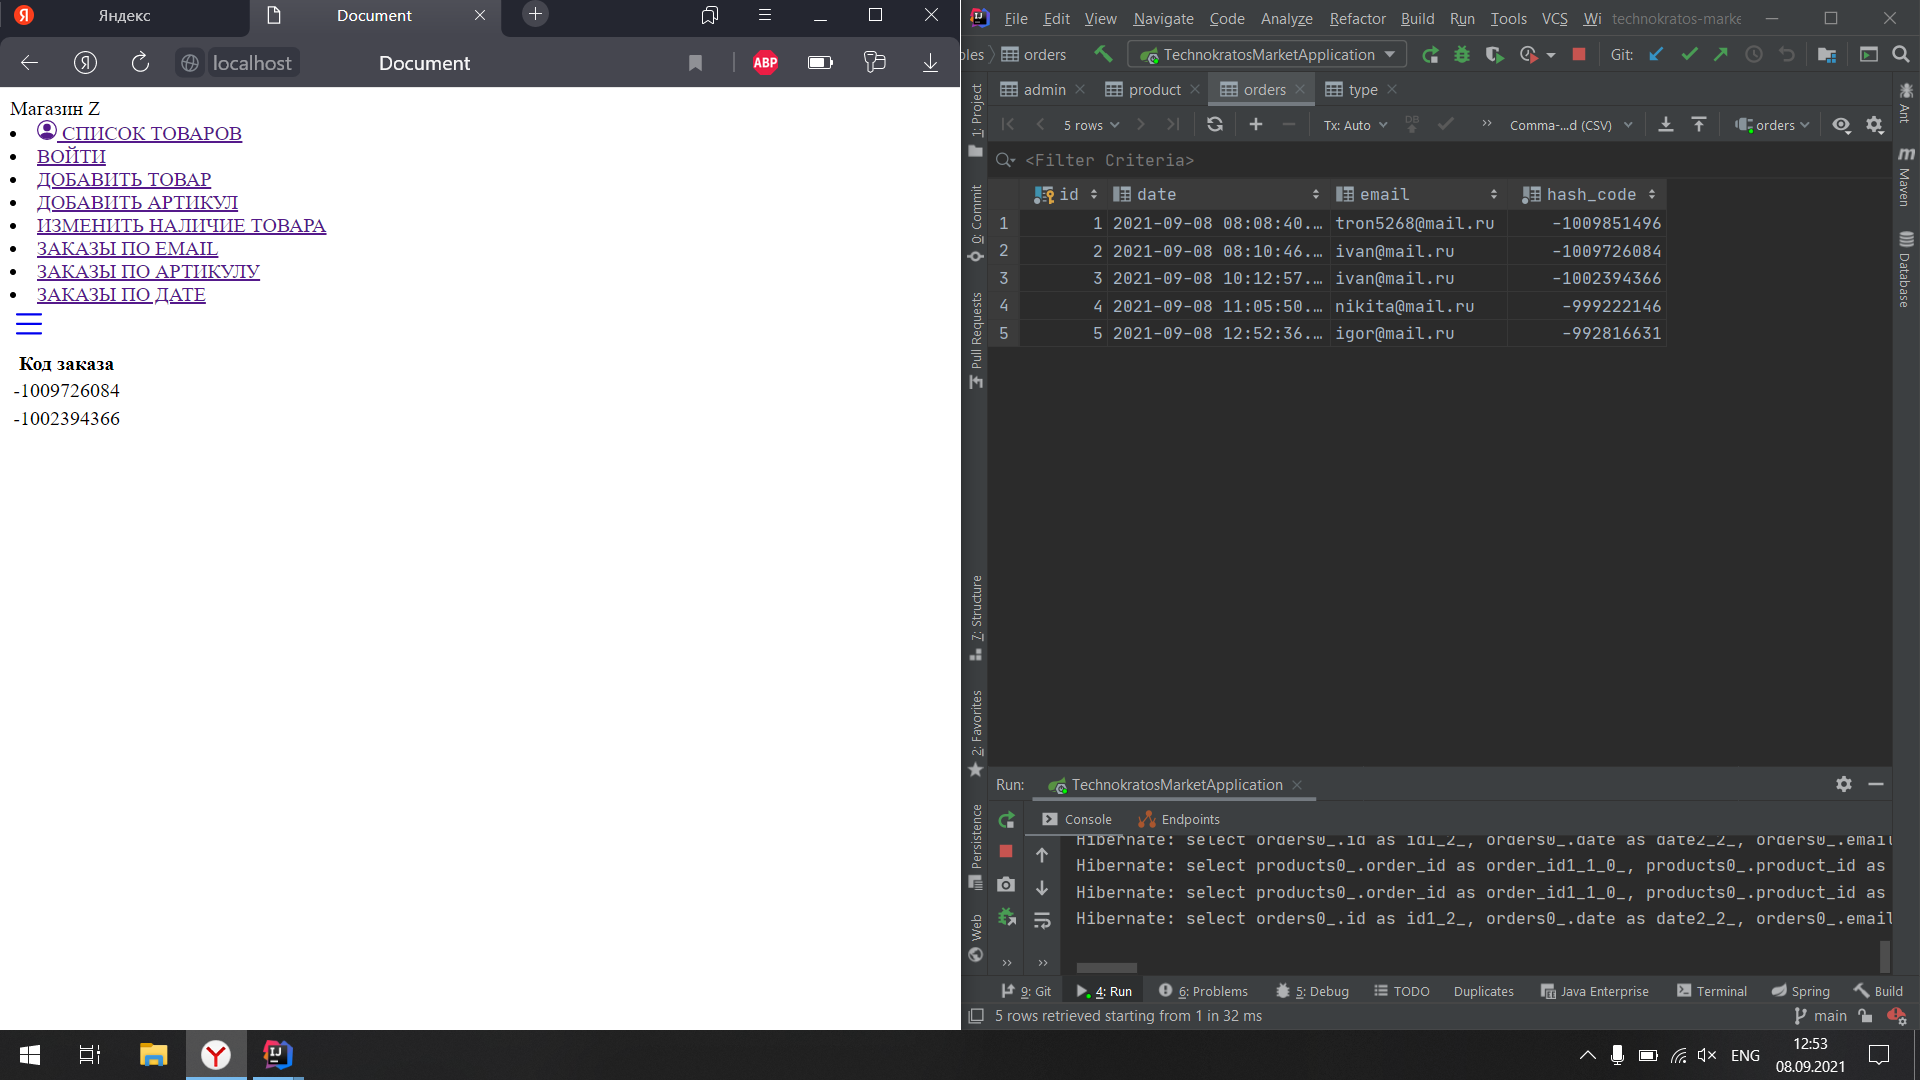 Яндекс
Document
localhost
Document
ABP
Магазин Z
СПИСОК ТОВАРОВ
ВОЙТИ
ДОБАВИТЬ ТОВАР
ДОБАВИТЬ АРТИКУЛ
ИЗМЕНИТЬ НАЛИЧИЕ ТОВАРА
ЗАКАЗЫ ПО EMAIL
ЗАКАЗЫ ПО АРТИКУЛУ
ЗАКАЗЫ ПО ДАТЕ
Код заказа
-1009726084
-1002394366
File Edit View Navigate Code Analyze Refactor Build Run Tools VCS Wi technokratos-marke
bles orders TechnokratosMarketApplication Git:
admin product orders type
5 rows Tx: Auto DB Comma-...d (CSV) orders
<Filter Criteria>
id date email hash_code
1 1 2021-09-08 08:08:40.... tron5268@mail.ru -1009851496
2 2 2021-09-08 08:10:46.... ivan@mail.ru -1009726084
3 3 2021-09-08 10:12:57.... ivan@mail.ru -1002394366
4 4 2021-09-08 11:05:50.... nikita@mail.ru -999222146
5 5 2021-09-08 12:52:36.... igor@mail.ru -992816631
1: Project
0: Commit
Pull Requests
7: Structure
2: Favorites
Persistence
Web
Ant
Maven
Database
Run: TechnokratosMarketApplication
Console Endpoints
Hibernate: select orders0_.id as id1_2_, orders0_.date as date2_2_, orders0_.email
Hibernate: select products0_.order_id as order_id1_1_0_, products0_.product_id as
Hibernate: select products0_.order_id as order_id1_1_0_, products0_.product_id as
Hibernate: select orders0_.id as id1_2_, orders0_.date as date2_2_, orders0_.email
9: Git 4: Run 6: Problems 5: Debug TODO Duplicates Java Enterprise Terminal Spring Build
5 rows retrieved starting from 1 in 32 ms main
ENG
12:53
08.09.2021